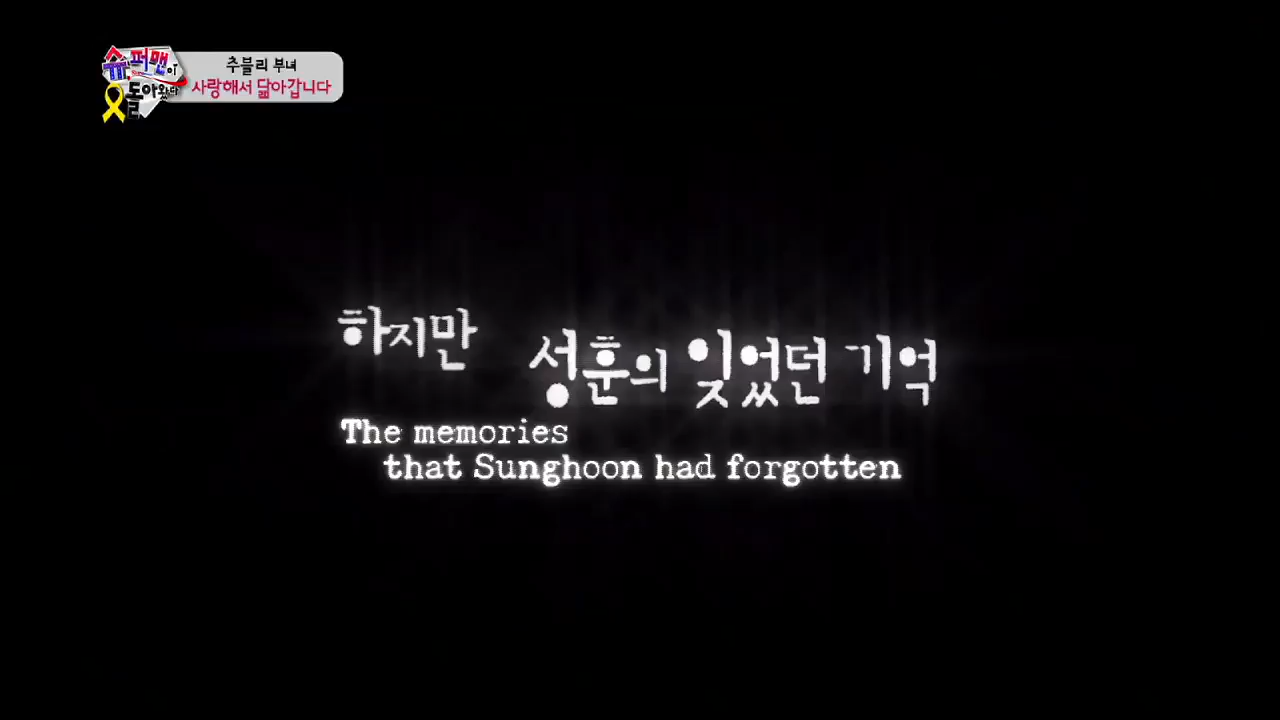 슈퍼맨이
돌아왔다
추블리 부녀
사랑해서 닮아갑니다
하지만 성훈의 잊었던 기억
The memories
that Sunghoon had forgotten